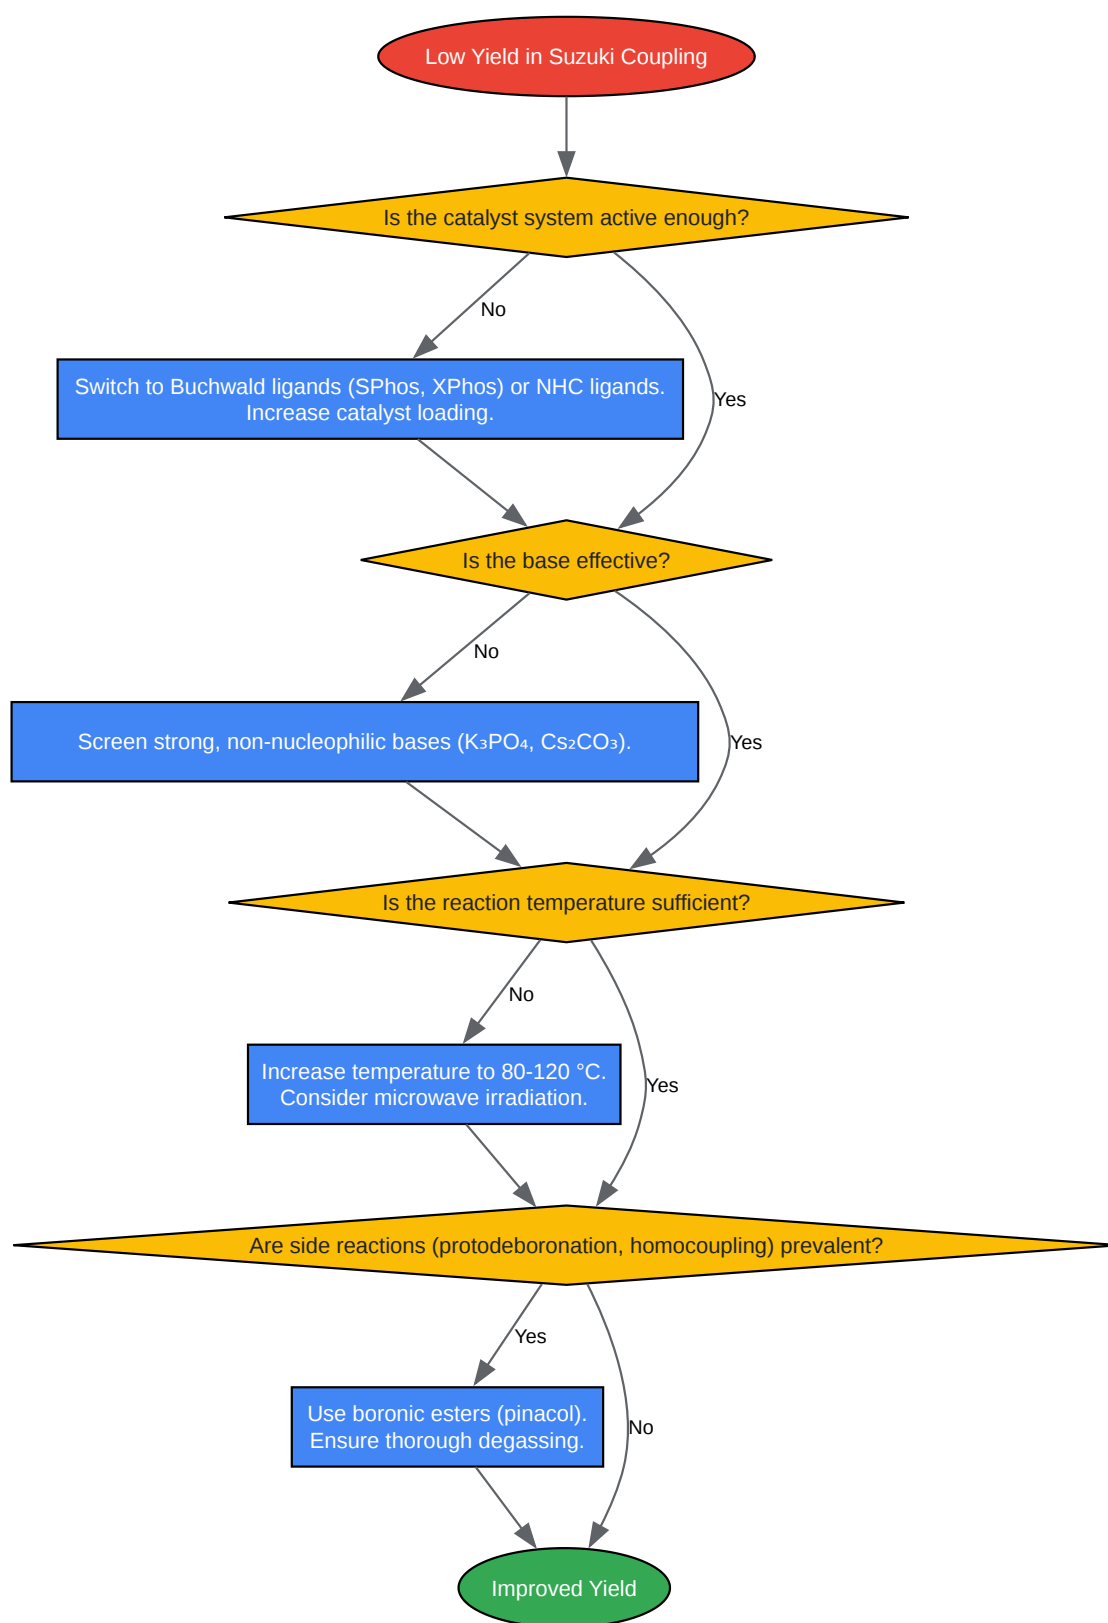 Low Yield in Suzuki Coupling
Is the catalyst system active enough?
No
Switch to Buchwald ligands (SPhos, XPhos) or NHC ligands.
Increase catalyst loading.
Yes
Is the base effective?
No
Screen strong, non-nucleophilic bases (K₃PO₄, Cs₂CO₃).
Yes
Is the reaction temperature sufficient?
No
Increase temperature to 80-120 °C.
Consider microwave irradiation.
Yes
Are side reactions (protodeboronation, homocoupling) prevalent?
Yes
Use boronic esters (pinacol).
Ensure thorough degassing.
No
Improved Yield